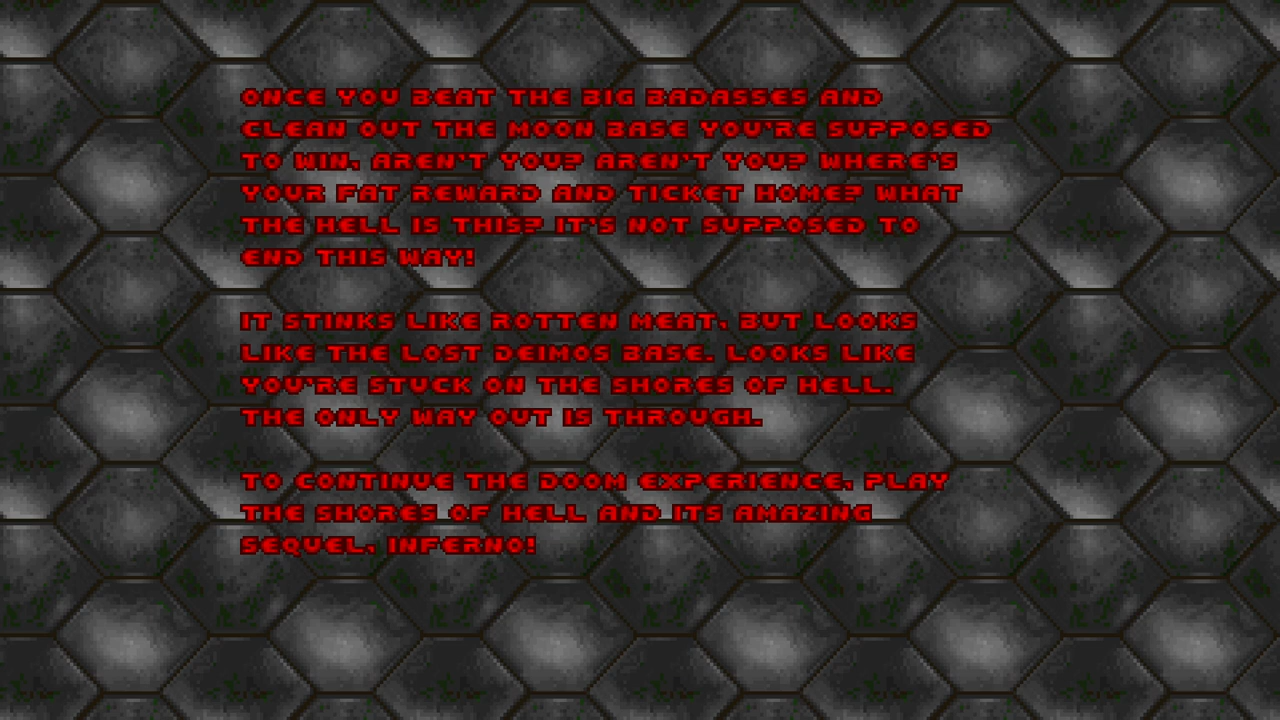 ONCE YOU BEAT THE BIG BADASSES AND
CLEAN OUT THE MOON BASE YOU'RE SUPPOSED
TO WIN, AREN'T YOU? AREN'T YOU? WHERE'S
YOUR FAT REWARD AND TICKET HOME? WHAT
THE HELL IS THIS? IT'S NOT SUPPOSED TO
END THIS WAY!
IT STINKS LIKE ROTTEN MEAT, BUT LOOKS
LIKE THE LOST DEIMOS BASE. LOOKS LIKE
YOU'RE STUCK ON THE SHORES OF HELL.
THE ONLY WAY OUT IS THROUGH.
TO CONTINUE THE DOOM EXPERIENCE, PLAY
THE SHORES OF HELL AND ITS AMAZING
SEQUEL, INFERNO!